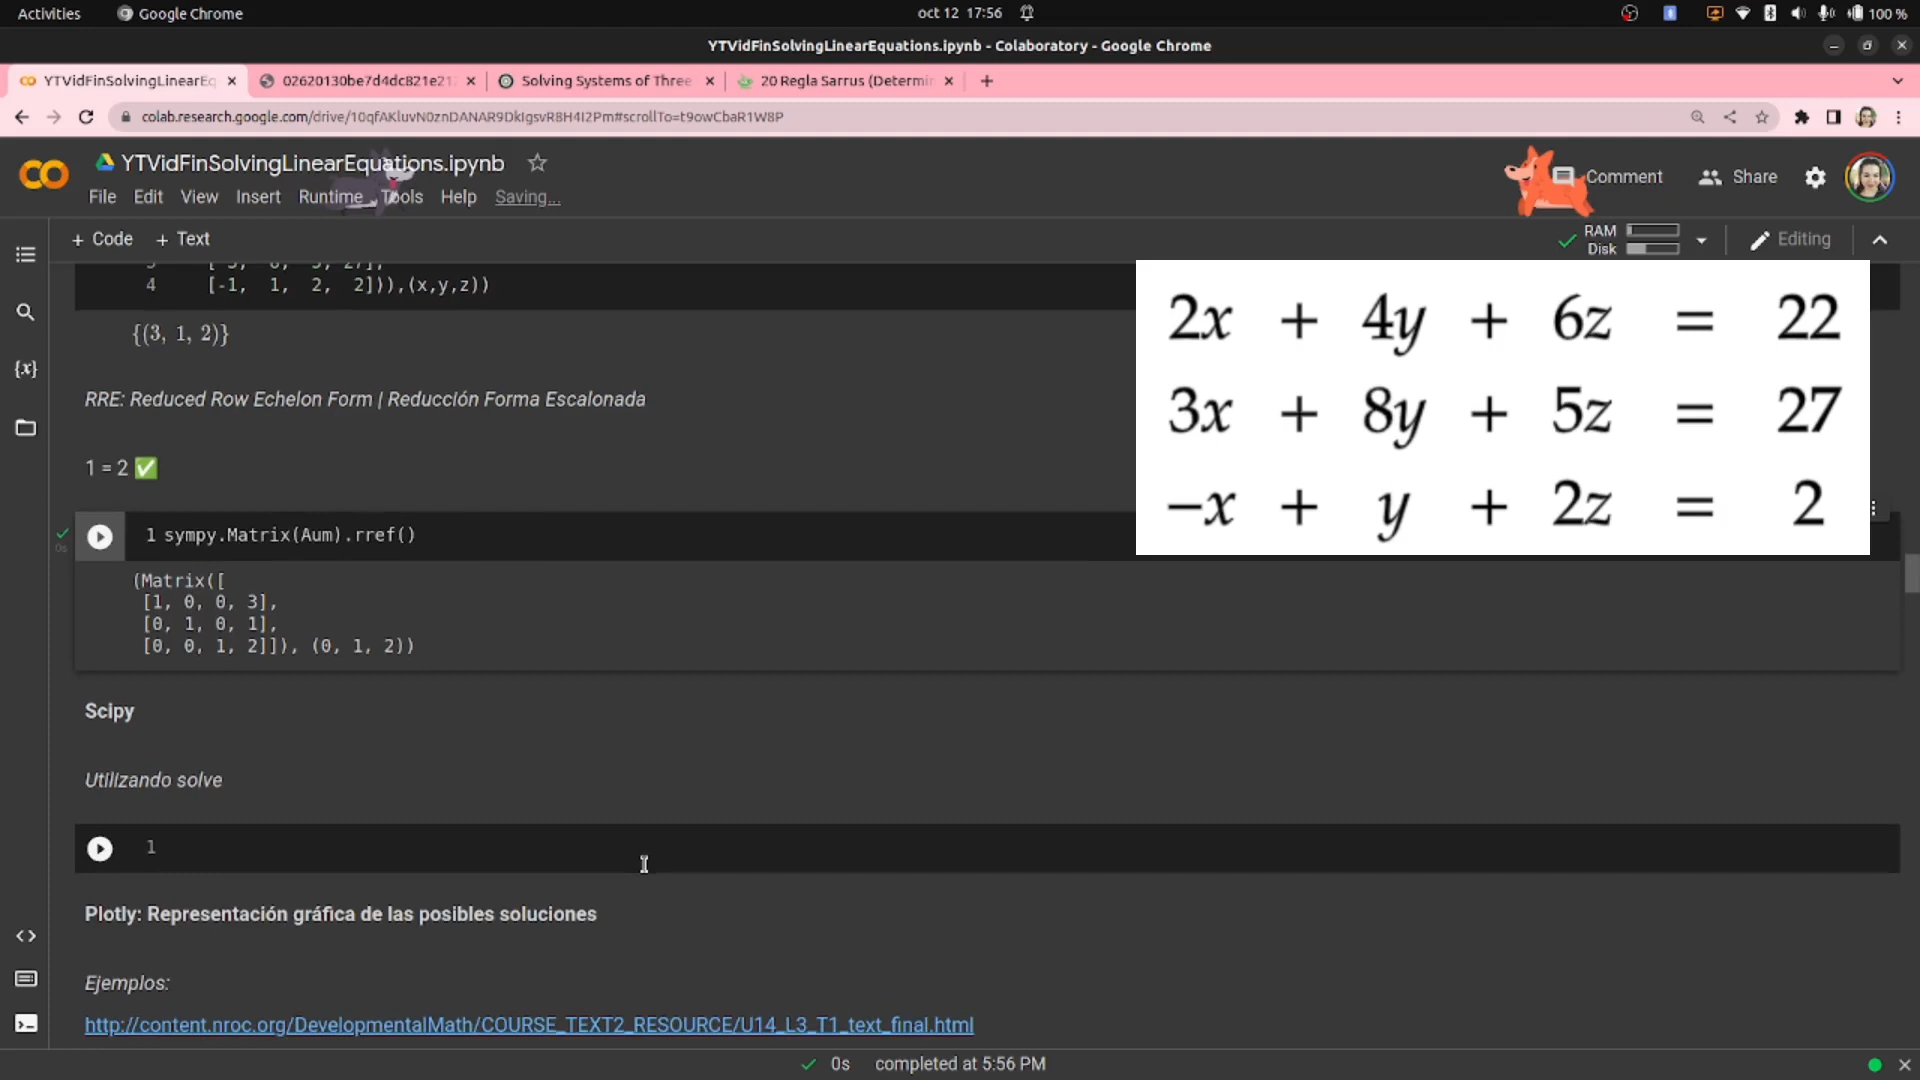 Activities
Google Chrome
oct 12 17:56
100 %
YTVidFinSolvingLinearEquations.ipynb - Colaboratory - Google Chrome
YTVidFinSolvingLinearEq
02620130be7d4dc821e21
Solving Systems of Three
20 Regla Sarrus (Determin
colab.research.google.com/drive/10qfAKluvN0znDANAR9DkIgsvR8H4I2Pm#scrollTo=t9owCbaR1W8P
YTVidFinSolvingLinearEquations.ipynb
File Edit View Insert Runtime Tools Help Saving...
Comment
Share
+ Code + Text
RAM
Disk
Editing
4 [-1, 1, 2, 2]])),(x,y,z))
{(3, 1, 2)}
RRE: Reduced Row Echelon Form | Reducción Forma Escalonada
1 = 2 ✅
2x + 4y + 6z = 22
3x + 8y + 5z = 27
−x + y + 2z = 2
0s
1 sympy.Matrix(Aum).rref()
(Matrix([
[1, 0, 0, 3],
[0, 1, 0, 1],
[0, 0, 1, 2]]), (0, 1, 2))
Scipy
Utilizando solve
1
Plotly: Representación gráfica de las posibles soluciones
Ejemplos:
http://content.nroc.org/DevelopmentalMath/COURSE_TEXT2_RESOURCE/U14_L3_T1_text_final.html
0s completed at 5:56 PM